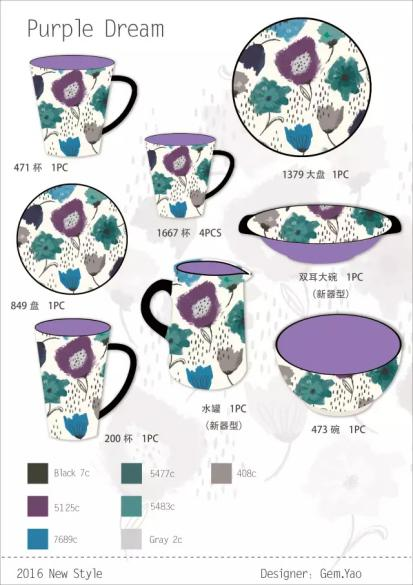 Purple Dream
471 杯 1PC
1379 大盘 1PC
1667 杯 4PCS
849 盘 1PC
双耳大碗 1PC
（新器型）
水罐 1PC
（新器型）
473 碗 1PC
200 杯 1PC
Black 7c
5477c
408c
5125c
5483c
7689c
Gray 2c
2016 New Style
Designer: Gem.Yao